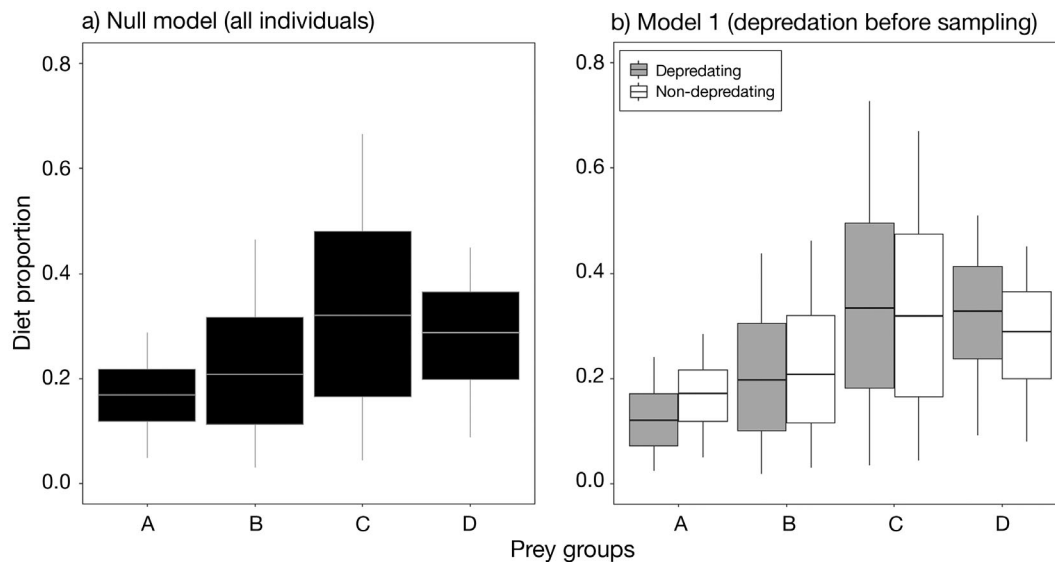 a) Null model (all individuals)
b) Model 1 (depredation before sampling)
Diet proportion
0.8
0.6
0.4
0.2
0.0
A B C D
0.8
0.6
0.4
0.2
0.0
Depredating
Non-depredating
A B C D
Prey groups